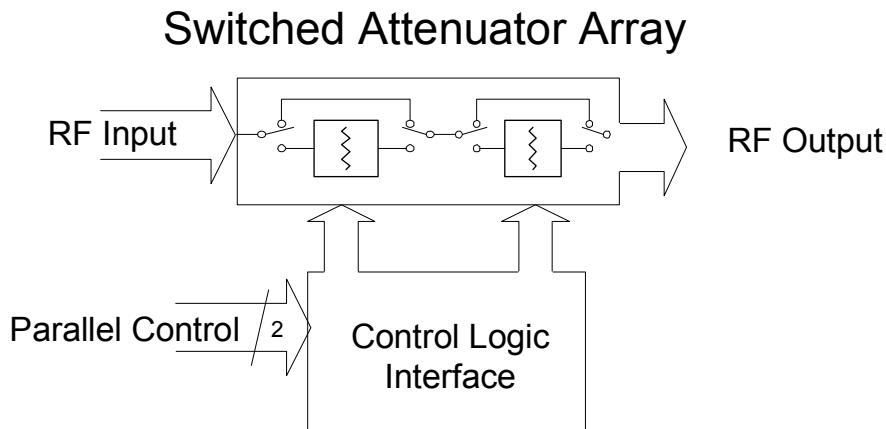 Switched Attenuator Array
RF Input
RF Output
Parallel Control
2
Control Logic
Interface